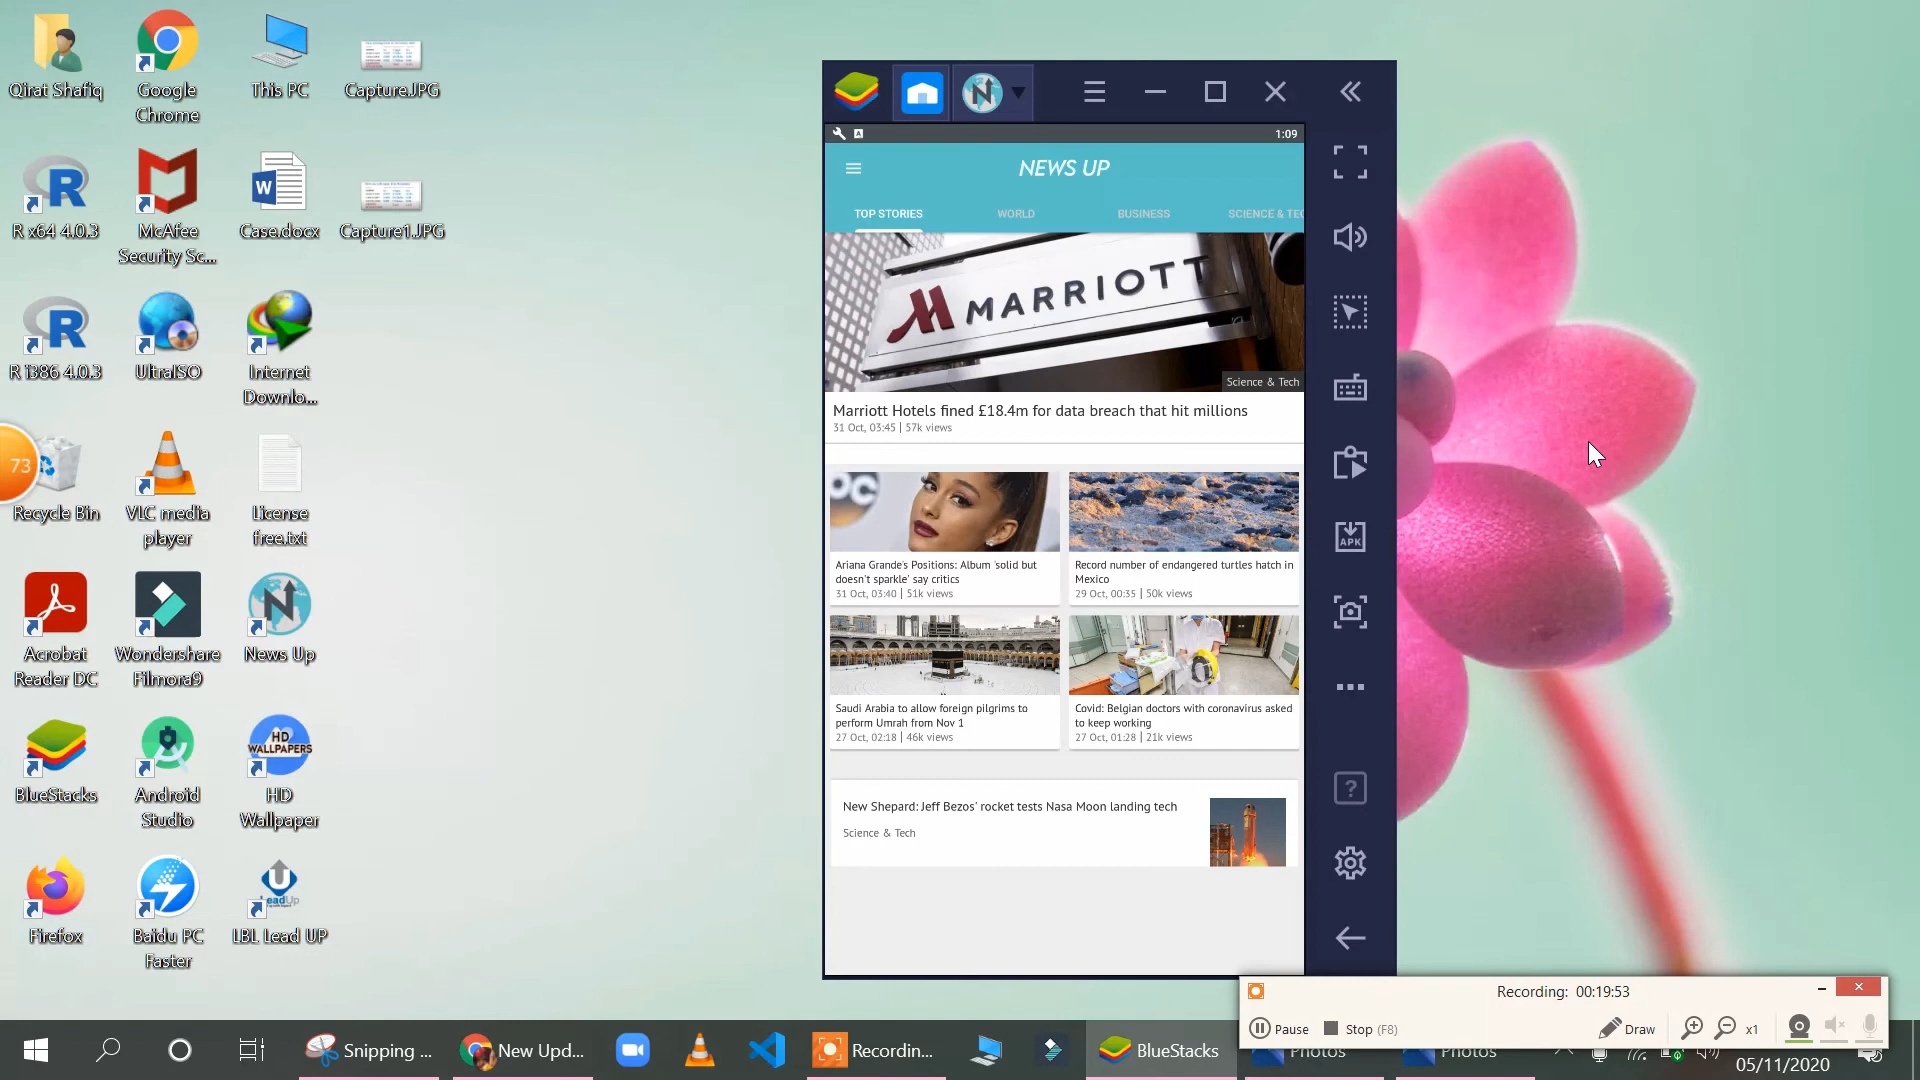 Qirat Shafiq
Google
Chrome
This PC
Capture.JPG
R x64 4.0.3
McAfee
Security Sc...
Case.docx
Capture1.JPG
R i386 4.0.3
UltraISO
Internet
Downlo...
73
Recycle Bin
VLC media
player
License
free.txt
Acrobat
Reader DC
Wondershare
Filmora9
News Up
BlueStacks
Android
Studio
HD
WALLPAPERS
HD
Wallpaper
Firefox
Baidu PC
Faster
LBL Lead UP
1:09
NEWS UP
TOP STORIES
WORLD
BUSINESS
SCIENCE & TEC
MARRIOTT
Science & Tech
Marriott Hotels fined £18.4m for data breach that hit millions
31 Oct, 03:45 | 57k views
Ariana Grande's Positions: Album 'solid but
doesn't sparkle' say critics
31 Oct, 03:40 | 51k views
Record number of endangered turtles hatch in
Mexico
29 Oct, 00:35 | 50k views
Saudi Arabia to allow foreign pilgrims to
perform Umrah from Nov 1
27 Oct, 02:18 | 46k views
Covid: Belgian doctors with coronavirus asked
to keep working
27 Oct, 01:28 | 21k views
New Shepard: Jeff Bezos' rocket tests Nasa Moon landing tech
Science & Tech
APK
Recording: 00:19:53
Pause
Stop (F8)
Draw
x1
Snipping ...
New Upd...
Recordin...
BlueStacks
Photos
Photos
05/11/2020